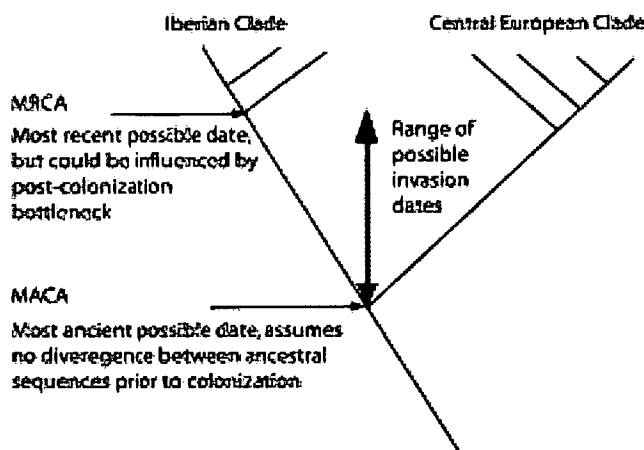 Iberian Clade
Central European Clade
MRCA
Most recent possible date,
but could be influenced by
post-colonization
bottleneck
Range of
possible
invasion
dates
MACA
Most ancient possible date, assumes
no diveregence between ancestral
sequences prior to colonization.